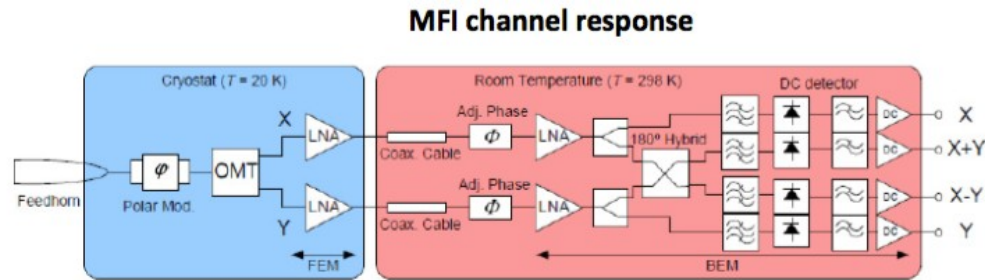 MFI channel response
Cryostat (T = 20 K)
Room Temperature (T = 298 K)
DC detector
Feedhorn
φ
Polar Mod.
OMT
X
Y
LNA
LNA
FEM
Coax. Cable
Coax. Cable
Adj. Phase
Φ
Adj. Phase
Φ
LNA
LNA
180º Hybrid
BEM
DC
DC
DC
DC
X
X+Y
X-Y
Y